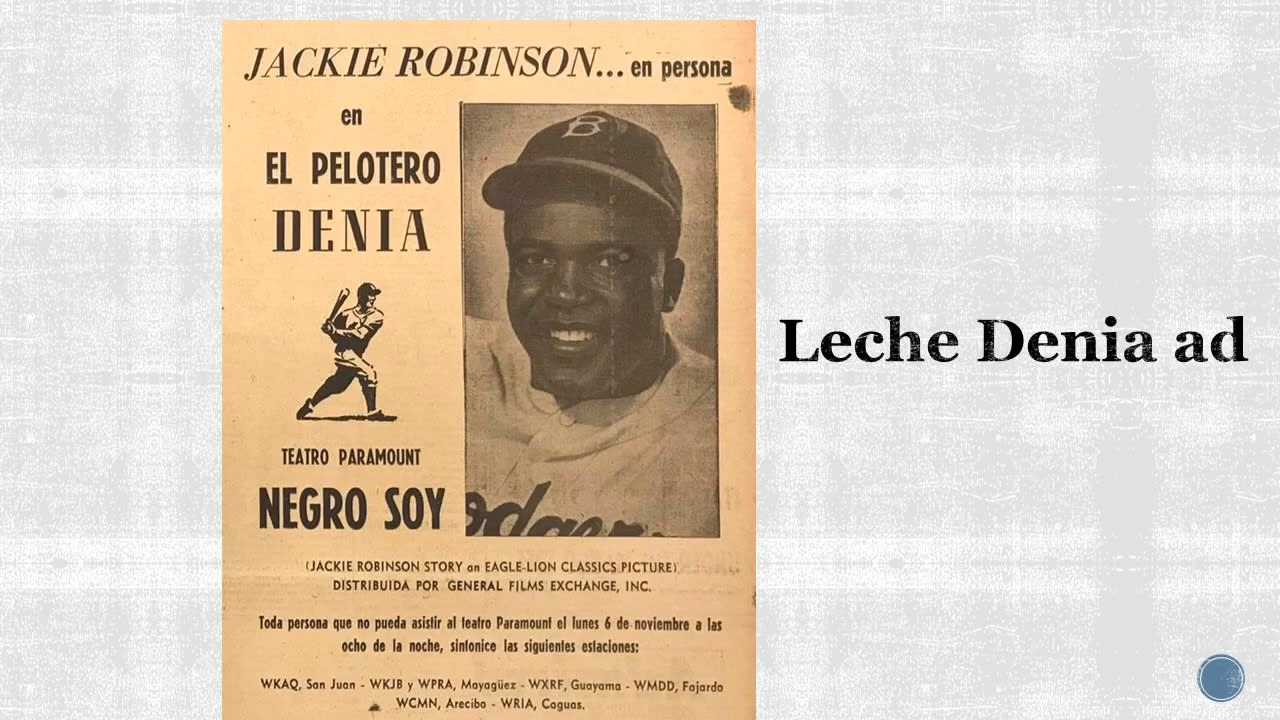 JACKIE ROBINSON... en persona
en
EL PELOTERO
DENIA
B
TEATRO PARAMOUNT
NEGRO SOY
Dodgers
(JACKIE ROBINSON STORY an EAGLE-LION CLASSICS PICTURE)
DISTRIBUIDA POR GENERAL FILMS EXCHANGE, INC.
Toda persona que no pueda asistir al teatro Paramount el lunes 6 de noviembre a las
ocho de la noche, sintonice las siguientes estaciones:
WKAQ, San Juan - WKJB y WPRA, Mayagüez - WXRF, Guayama - WMDD, Fajardo
WCMN, Arecibo - WRIA, Caguas.
Leche Denia ad